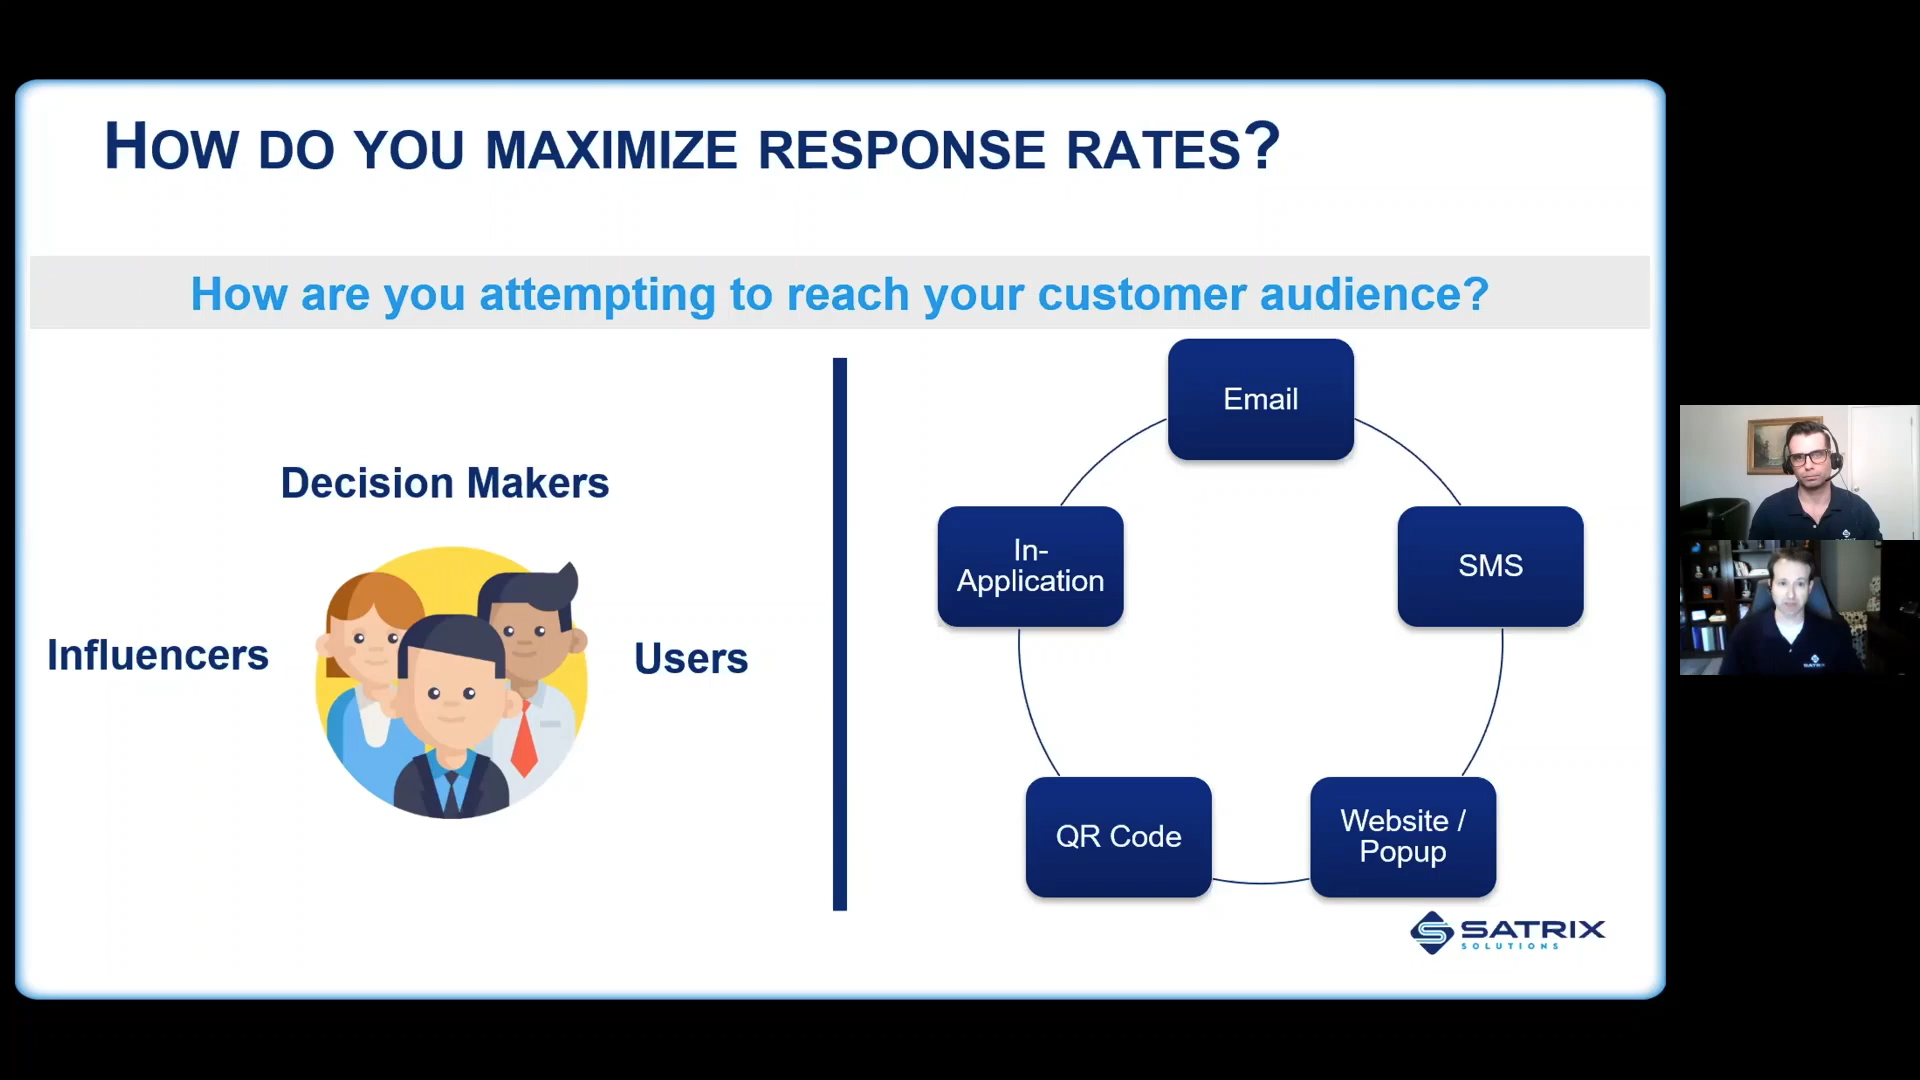 HOW DO YOU MAXIMIZE RESPONSE RATES?
How are you attempting to reach your customer audience?
Decision Makers
Influencers
Users
Email
SMS
Website /
Popup
QR Code
In-
Application
SATRIX
SOLUTIONS
SATRIX